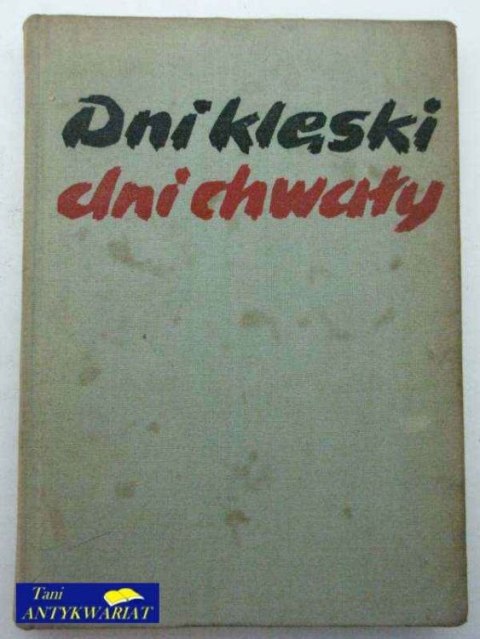 Dni klęski
dni chwały
Tani
ANTYKWARIAT